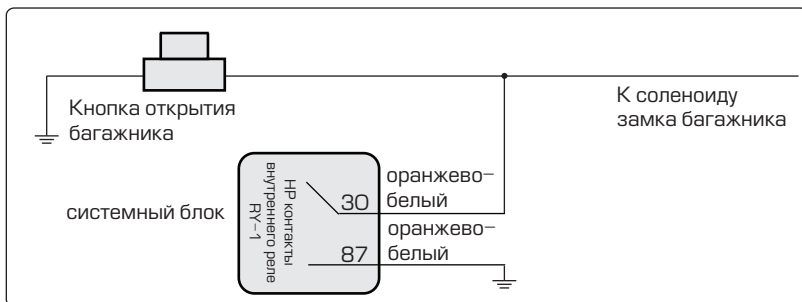 Кнопка открытия
багажника
К соленоиду
замка багажника
системный блок
НР контакты
внутреннего реле
RY-1
30
оранжево-
белый
87
оранжево-
белый